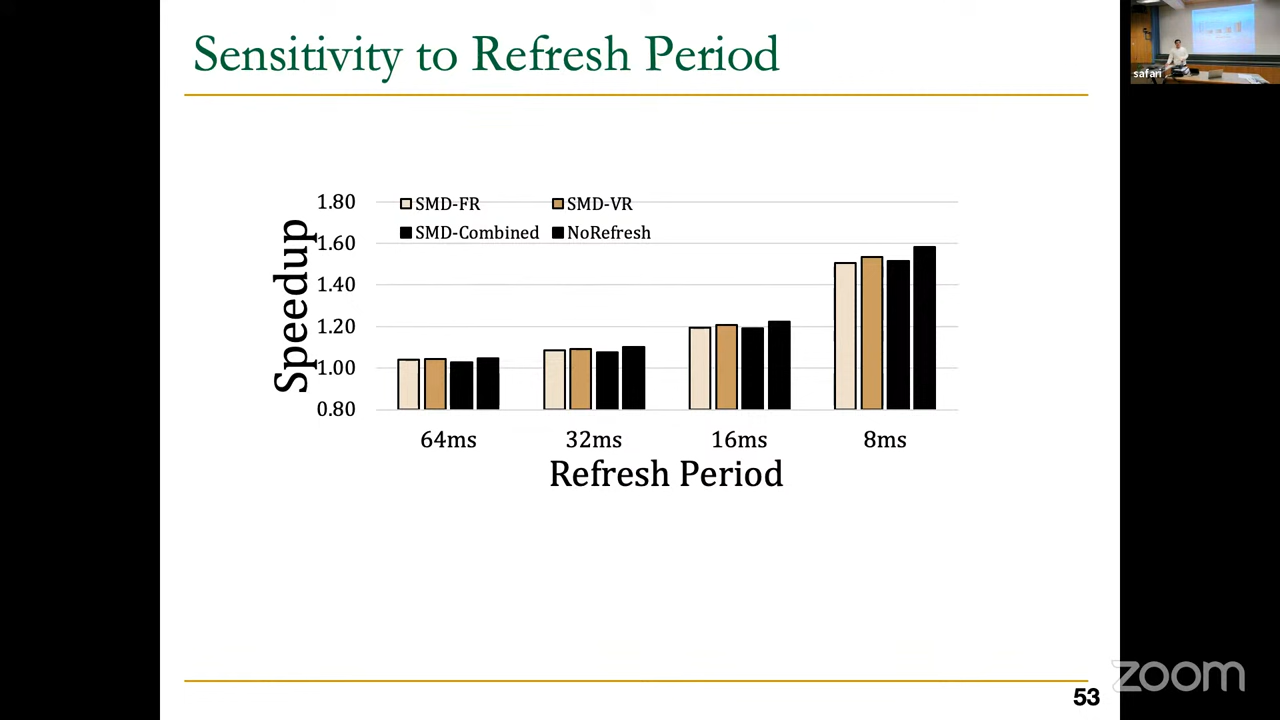 Sensitivity to Refresh Period
safari
Speedup
1.80
1.60
1.40
1.20
1.00
0.80
SMD-FR SMD-VR
SMD-Combined NoRefresh
64ms 32ms 16ms 8ms
Refresh Period
53
zoom